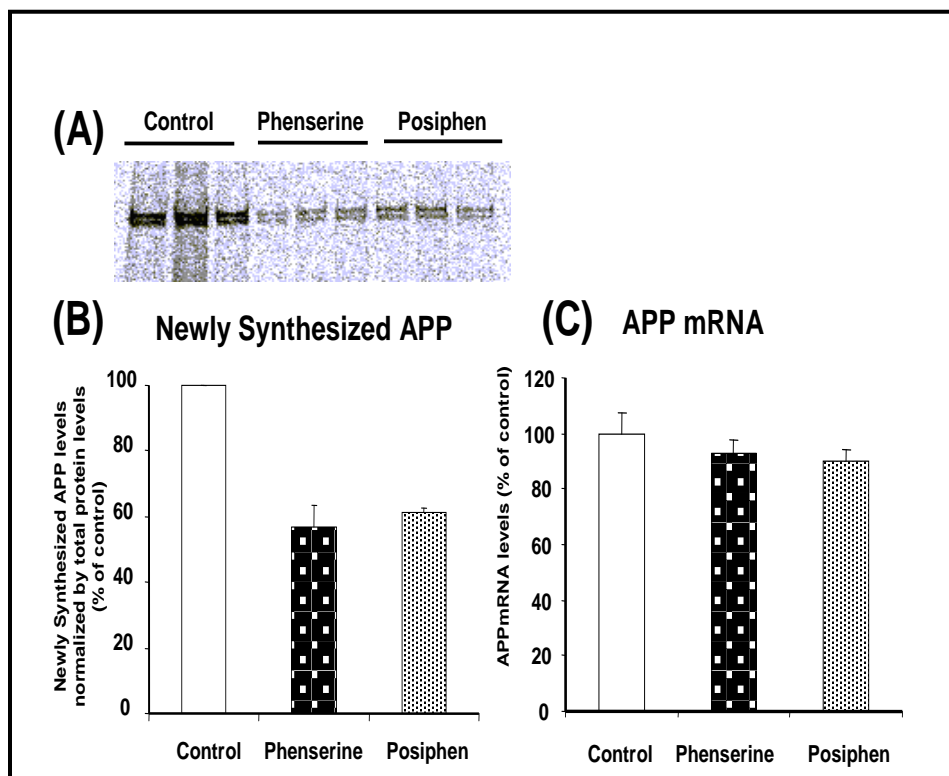 (A) Control Phenserine Posiphen
(B) Newly Synthesized APP
Newly Synthesized APP levels
normalized by total protein levels
(% of control)
100
80
60
40
20
0
Control Phenserine Posiphen
(C) APP mRNA
APPmRNA levels (% of control)
120
100
80
60
40
20
0
Control Phenserine Posiphen